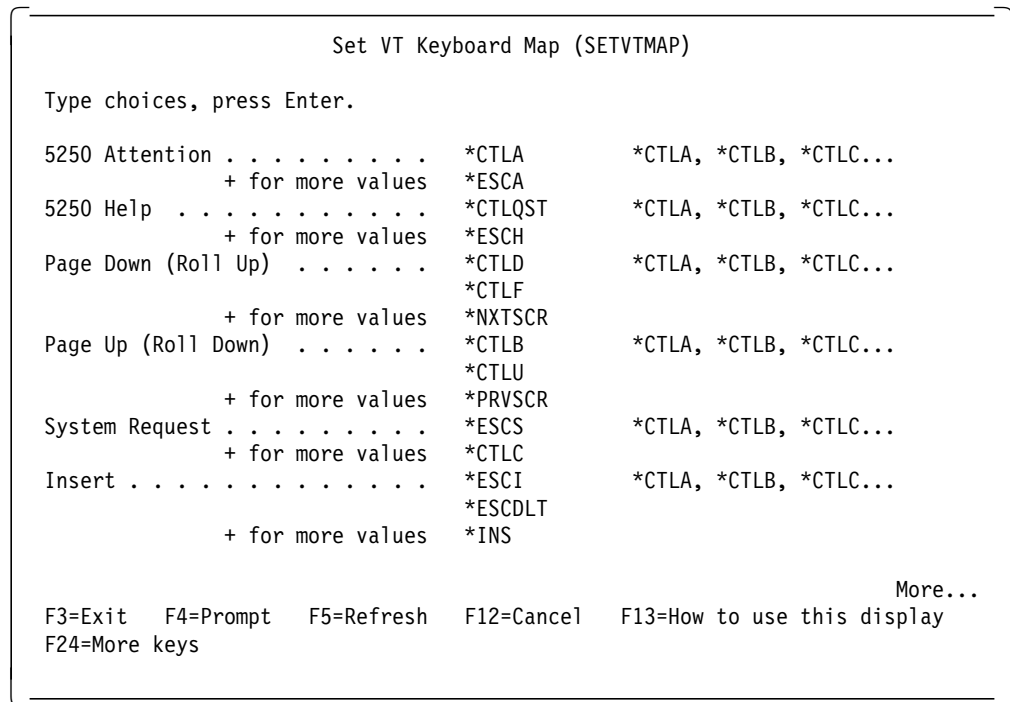 Set VT Keyboard Map (SETVTMAP)
Type choices, press Enter.
5250 Attention . . . . . . . . . *CTLA *CTLA, *CTLB, *CTLC...
+ for more values *ESCA
5250 Help . . . . . . . . . . . *CTLQST *CTLA, *CTLB, *CTLC...
+ for more values *ESCH
Page Down (Roll Up) . . . . . . *CTLD *CTLA, *CTLB, *CTLC...
*CTLF
+ for more values *NXTSCR
Page Up (Roll Down) . . . . . . *CTLB *CTLA, *CTLB, *CTLC...
*CTLU
+ for more values *PRVSCR
System Request . . . . . . . . . *ESCS *CTLA, *CTLB, *CTLC...
+ for more values *CTLC
Insert . . . . . . . . . . . . . *ESCI *CTLA, *CTLB, *CTLC...
*ESCDLT
+ for more values *INS
More...
F3=Exit F4=Prompt F5=Refresh F12=Cancel F13=How to use this display
F24=More keys